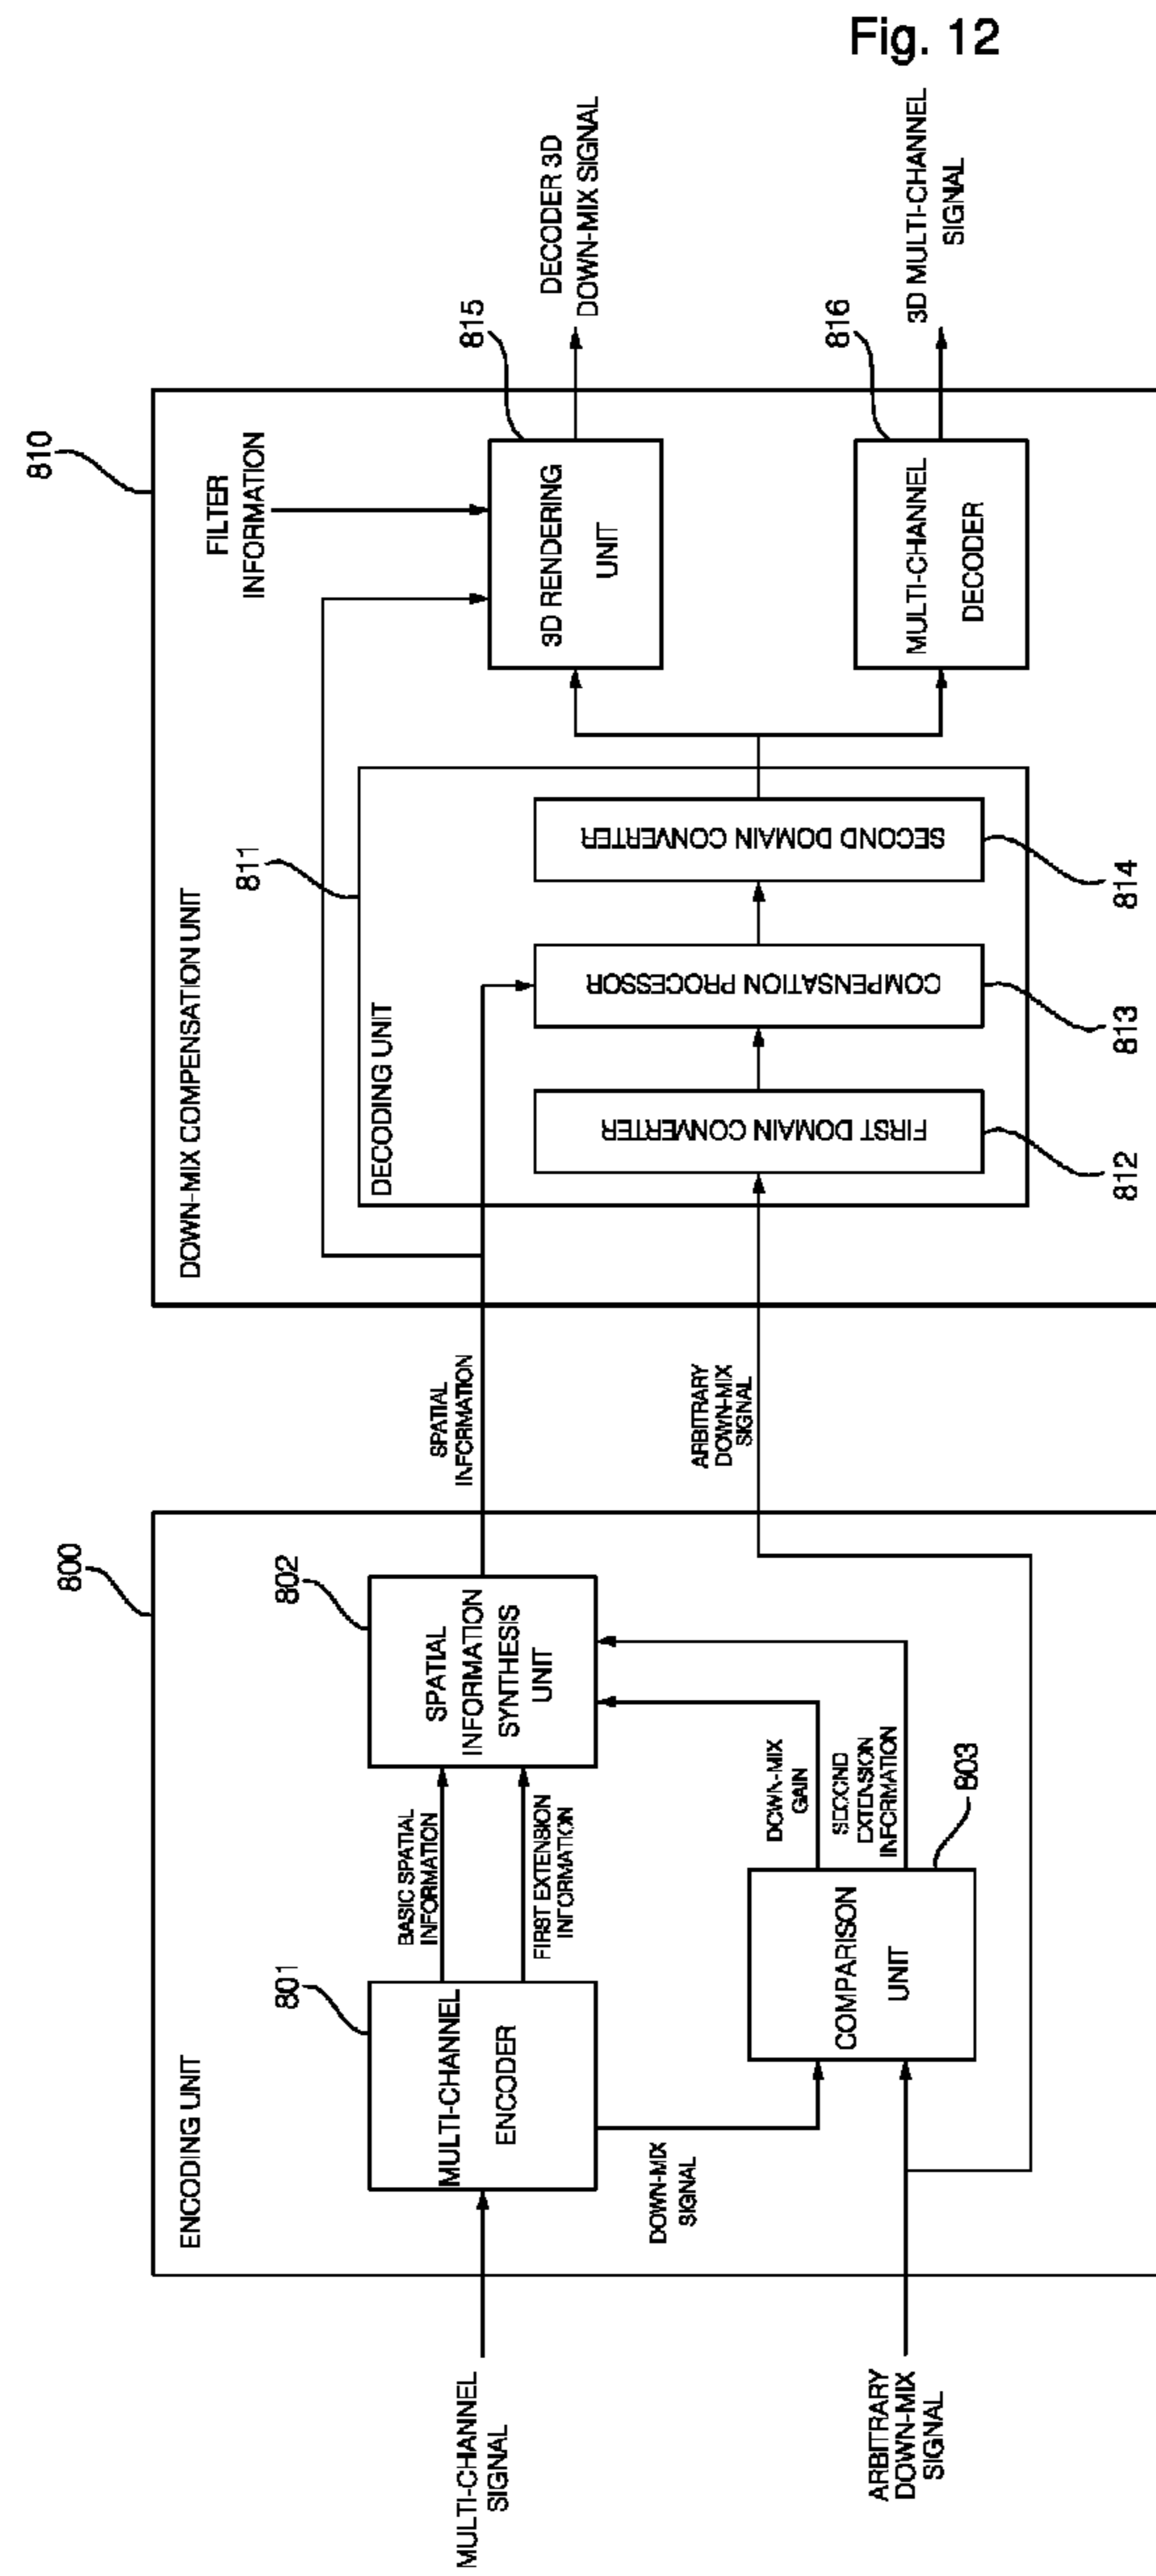 Fig. 12
800
ENCODING UNIT
MULTI-CHANNEL
SIGNAL
801
MULTI-CHANNEL
ENCODER
BASIC SPATIAL
INFORMATION
FIRST EXTENSION
INFORMATION
802
SPATIAL
INFORMATION
SYNTHESIS
UNIT
DOWN-MIX
SIGNAL
ARBITRARY
DOWN-MIX
SIGNAL
COMPARISON
UNIT
803
DOWN-MIX
GAIN
SECOND
EXTENSION
INFORMATION
SPATIAL
INFORMATION
ARBITRARY
DOWN-MIX
SIGNAL
810
DOWN-MIX COMPENSATION UNIT
811
DECODING UNIT
FIRST DOMAIN CONVERTER
812
COMPENSATION PROCESSOR
813
SECOND DOMAIN CONVERTER
814
FILTER
INFORMATION
815
3D RENDERING
UNIT
DECODER 3D
DOWN-MIX SIGNAL
816
MULTI-CHANNEL
DECODER
3D MULTI-CHANNEL
SIGNAL